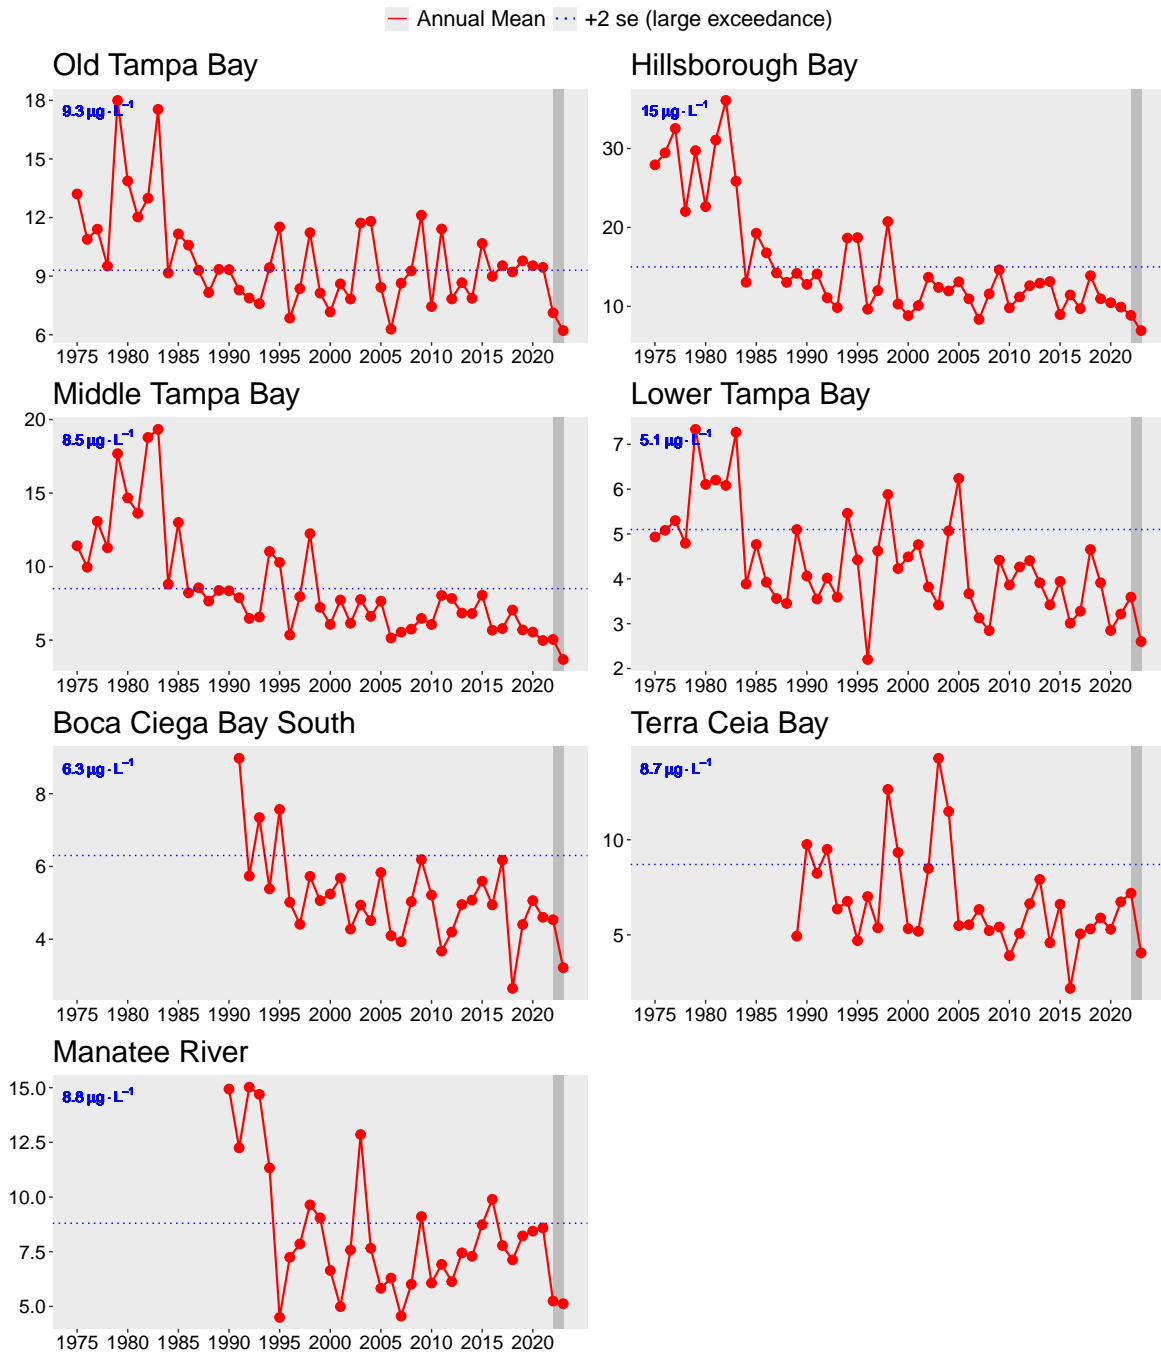 Annual Mean +2 se (large exceedance)
Old Tampa Bay
9.3 μg·L⁻¹
18
15
12
9
6
1975 1980 1985 1990 1995 2000 2005 2010 2015 2020
Hillsborough Bay
15 μg·L⁻¹
30
20
10
1975 1980 1985 1990 1995 2000 2005 2010 2015 2020
Middle Tampa Bay
8.5 μg·L⁻¹
20
15
10
5
1975 1980 1985 1990 1995 2000 2005 2010 2015 2020
Lower Tampa Bay
5.1 μg·L⁻¹
7
6
5
4
3
2
1975 1980 1985 1990 1995 2000 2005 2010 2015 2020
Boca Ciega Bay South
6.3 μg·L⁻¹
8
6
4
1975 1980 1985 1990 1995 2000 2005 2010 2015 2020
Terra Ceia Bay
8.7 μg·L⁻¹
10
5
1975 1980 1985 1990 1995 2000 2005 2010 2015 2020
Manatee River
8.8 μg·L⁻¹
15.0
12.5
10.0
7.5
5.0
1975 1980 1985 1990 1995 2000 2005 2010 2015 2020